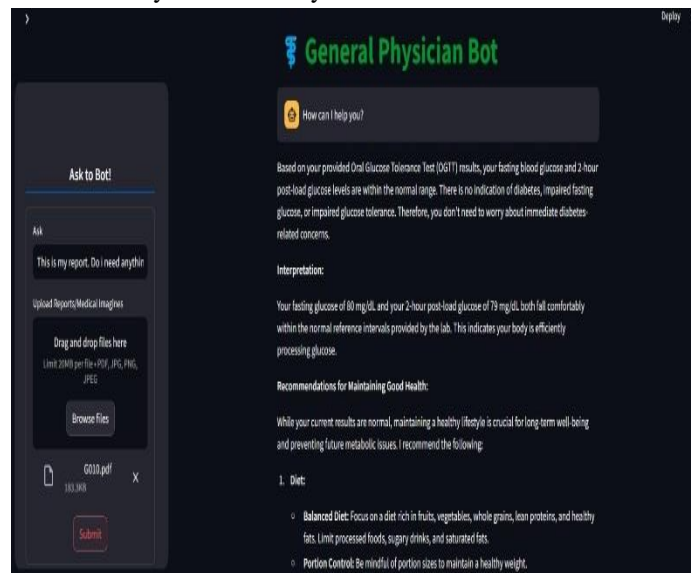 Deploy
General Physician Bot
How can I help you?
Ask to Bot!
Ask
This is my report. Do i need anythin
Upload Reports/Medical Imagines
Drag and drop files here
Limit 20MB per file • PDF, JPG, PNG,
JPEG
Browse files
G010.pdf
183.3KB
Submit
Based on your provided Oral Glucose Tolerance Test (OGTT) results, your fasting blood glucose and 2-hour
post-load glucose levels are within the normal range. There is no indication of diabetes, impaired fasting
glucose, or impaired glucose tolerance. Therefore, you don't need to worry about immediate diabetes-
related concerns.
Interpretation:
Your fasting glucose of 80 mg/dL and your 2-hour post-load glucose of 79 mg/dL both fall comfortably
within the normal reference intervals provided by the lab. This indicates your body is efficiently
processing glucose.
Recommendations for Maintaining Good Health:
While your current results are normal, maintaining a healthy lifestyle is crucial for long-term well-being
and preventing future metabolic issues. I recommend the following:
1. Diet:
○ Balanced Diet: Focus on a diet rich in fruits, vegetables, whole grains, lean proteins, and healthy
fats. Limit processed foods, sugary drinks, and saturated fats.
○ Portion Control: Be mindful of portion sizes to maintain a healthy weight.